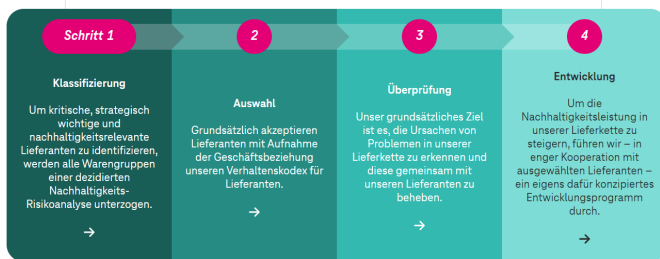 Schritt 1
Klassifizierung
Um kritische, strategisch
wichtige und
nachhaltigkeitsrelevante
Lieferanten zu identifizieren,
werden alle Warengruppen
einer dezidierten
Nachhaltigkeits-
Risikoanalyse unterzogen.
2
Auswahl
Grundsätzlich akzeptieren
Lieferanten mit Aufnahme
der Geschäftsbeziehung
unseren Verhaltenskodex für
Lieferanten.
3
Überprüfung
Unser grundsätzliches Ziel
ist es, die Ursachen von
Problemen in unserer
Lieferkette zu erkennen und
diese gemeinsam mit
unseren Lieferanten zu
beheben.
4
Entwicklung
Um die
Nachhaltigkeitsleistung in
unserer Lieferkette zu
steigern, führen wir – in
enger Kooperation mit
ausgewählten Lieferanten –
ein eigens dafür konzipiertes
Entwicklungsprogramm
durch.